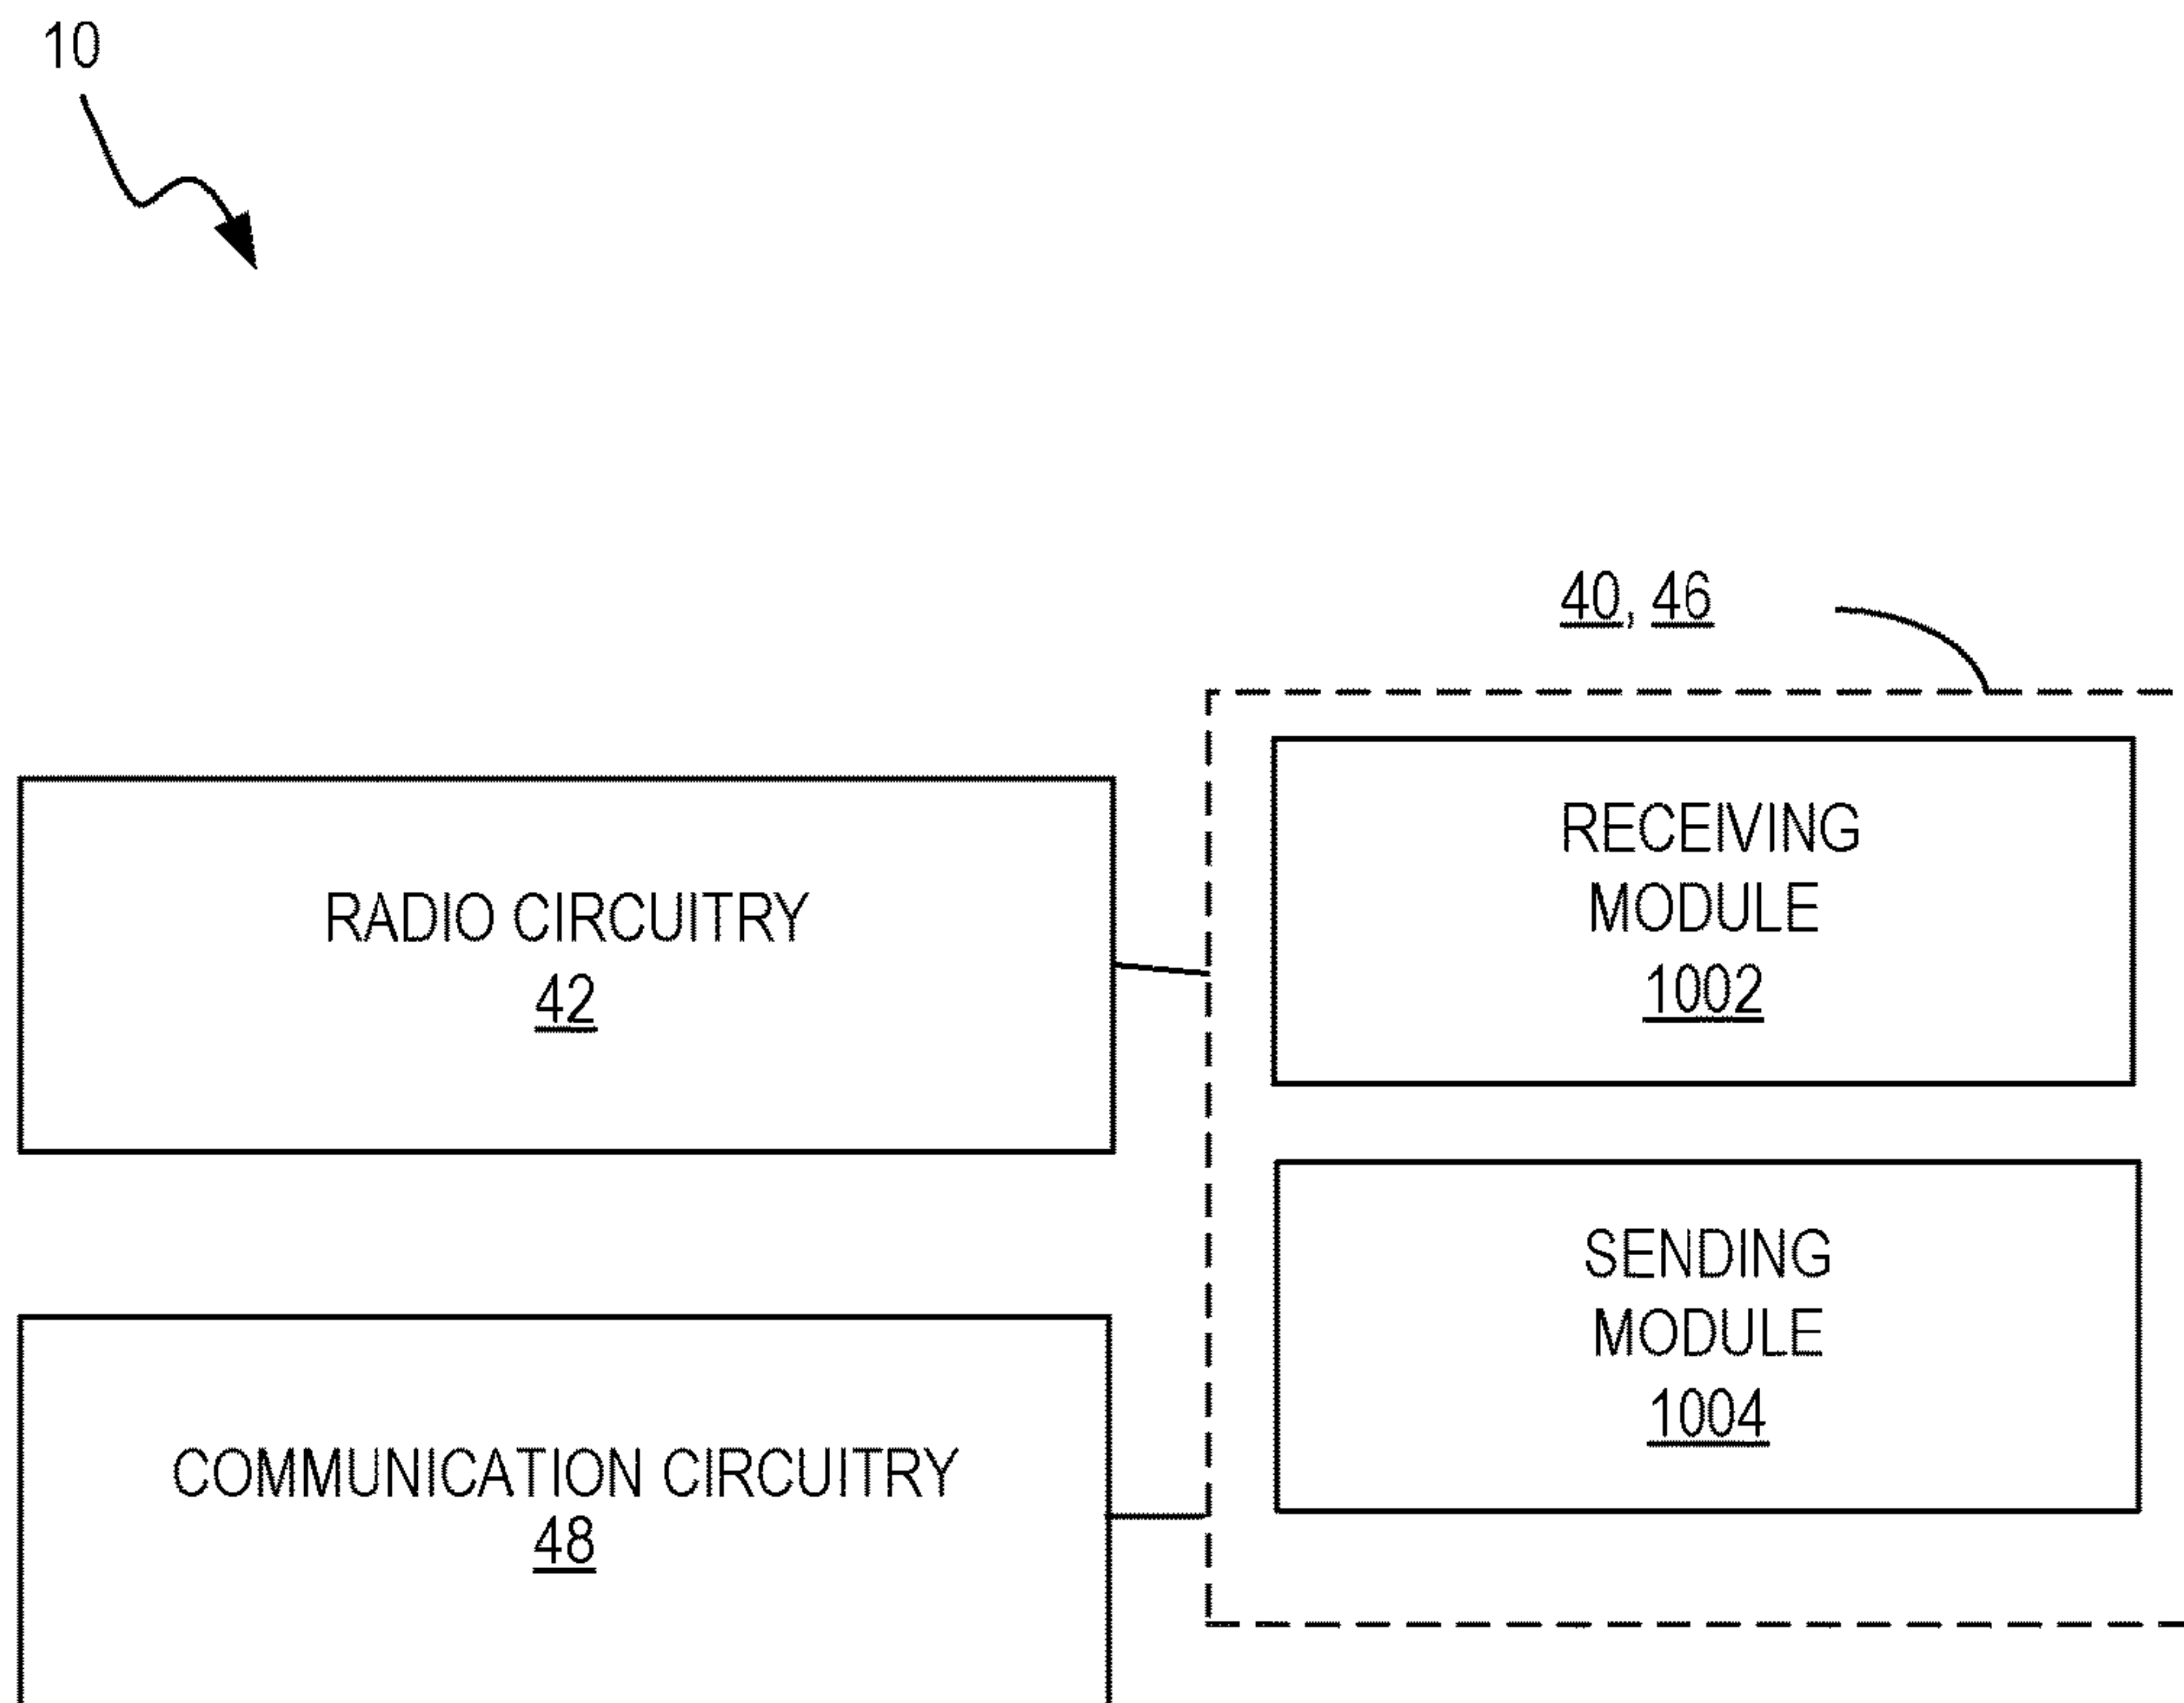 10
40, 46
RADIO CIRCUITRY
42
RECEIVING
MODULE
1002
SENDING
MODULE
1004
COMMUNICATION CIRCUITRY
48